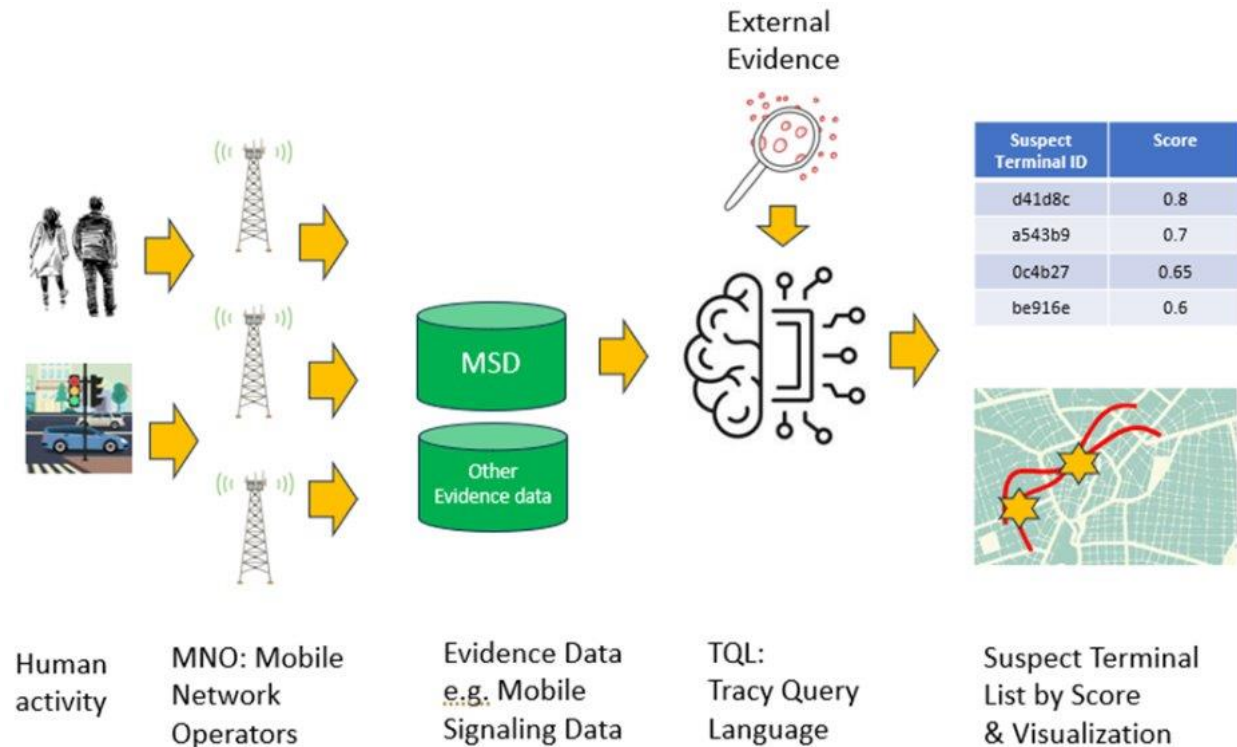 External
Evidence
Suspect
Terminal ID
Score
d41d8c
0.8
a543b9
0.7
0c4b27
0.65
be916e
0.6
MSD
Other
Evidence data
Human
activity
MNO: Mobile
Network
Operators
Evidence Data
e.g. Mobile
Signaling Data
TQL:
Tracy Query
Language
Suspect Terminal
List by Score
& Visualization